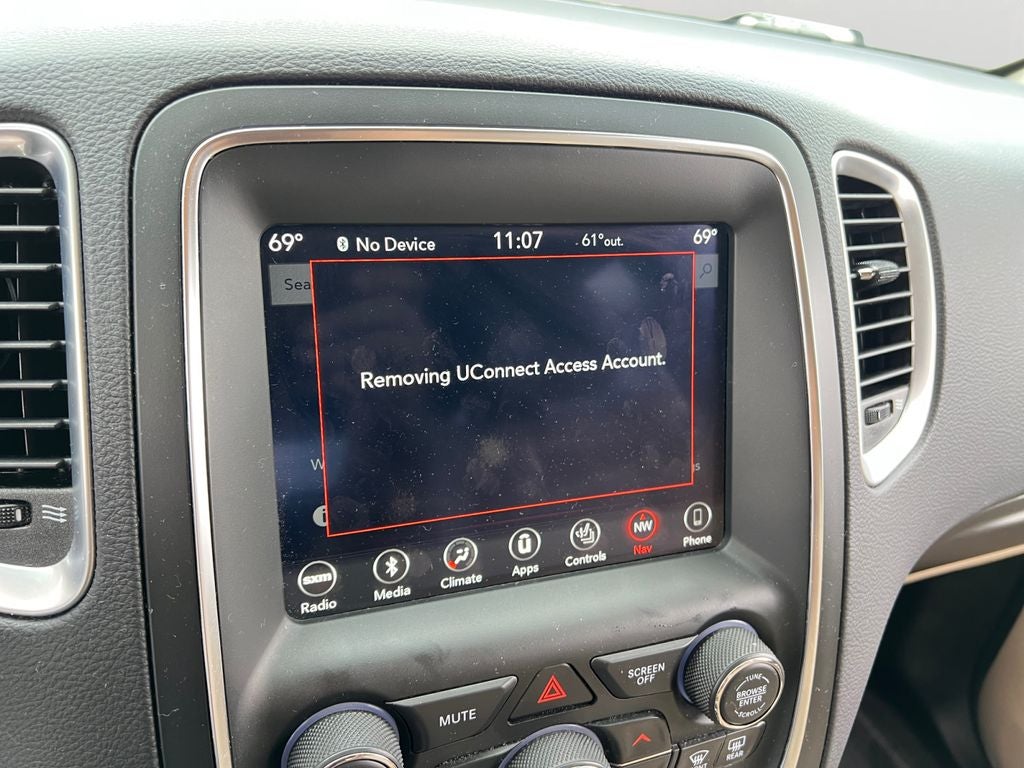 69° No Device 11:07 61°out. 69°
Sea
Removing UConnect Access Account.
W s
sxm NW
Radio Media Climate Apps Controls Nav Phone
MUTE SCREEN OFF
TUNE
BROWSE
ENTER
SCROLL
REAR